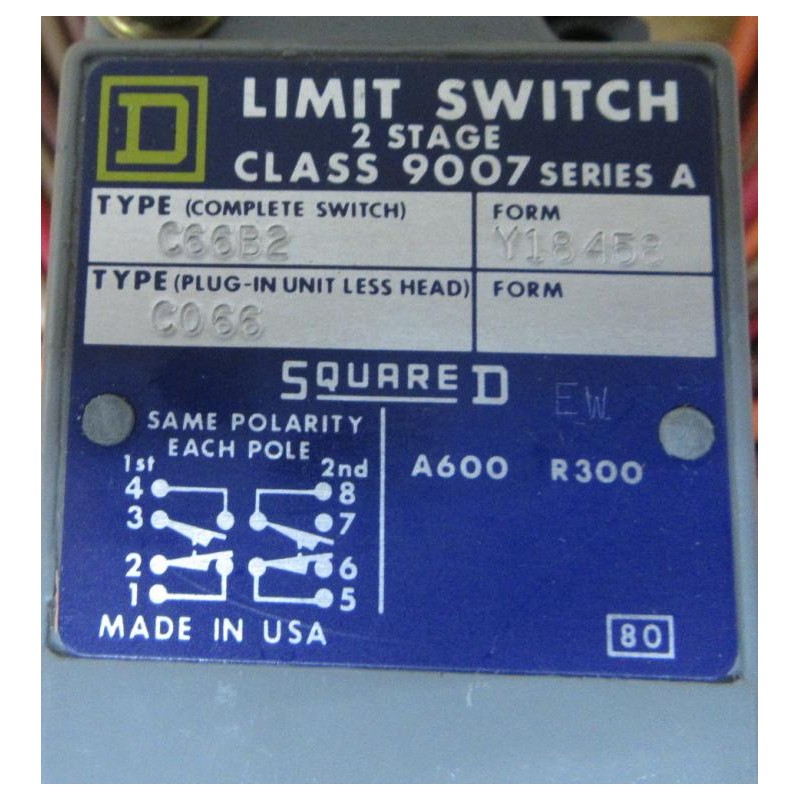 D LIMIT SWITCH
2 STAGE
CLASS 9007 SERIES A
TYPE (COMPLETE SWITCH) FORM
C66B2 Y18458
TYPE (PLUG-IN UNIT LESS HEAD) FORM
CO66
SQUARE D
EW
SAME POLARITY
EACH POLE
A600 R300
1st 2nd
4 8
3 7
2 6
1 5
MADE IN USA
80